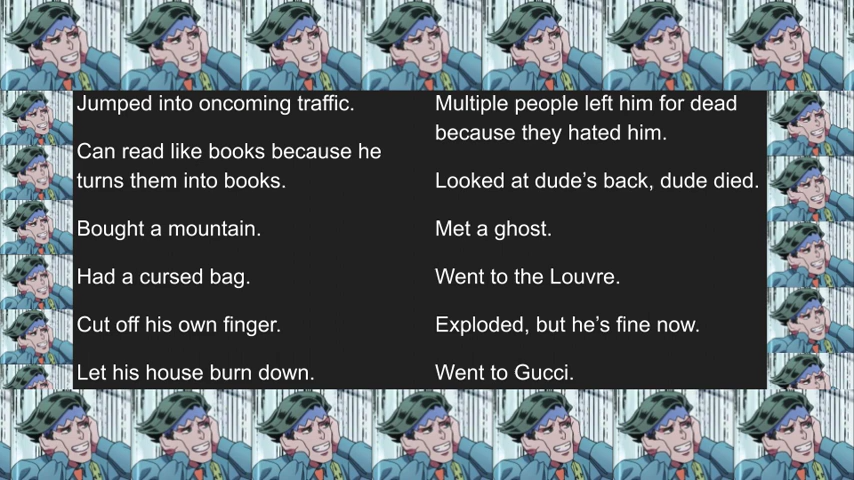 Jumped into oncoming traffic.
Can read like books because he
turns them into books.
Bought a mountain.
Had a cursed bag.
Cut off his own finger.
Let his house burn down.
Multiple people left him for dead
because they hated him.
Looked at dude’s back, dude died.
Met a ghost.
Went to the Louvre.
Exploded, but he’s fine now.
Went to Gucci.